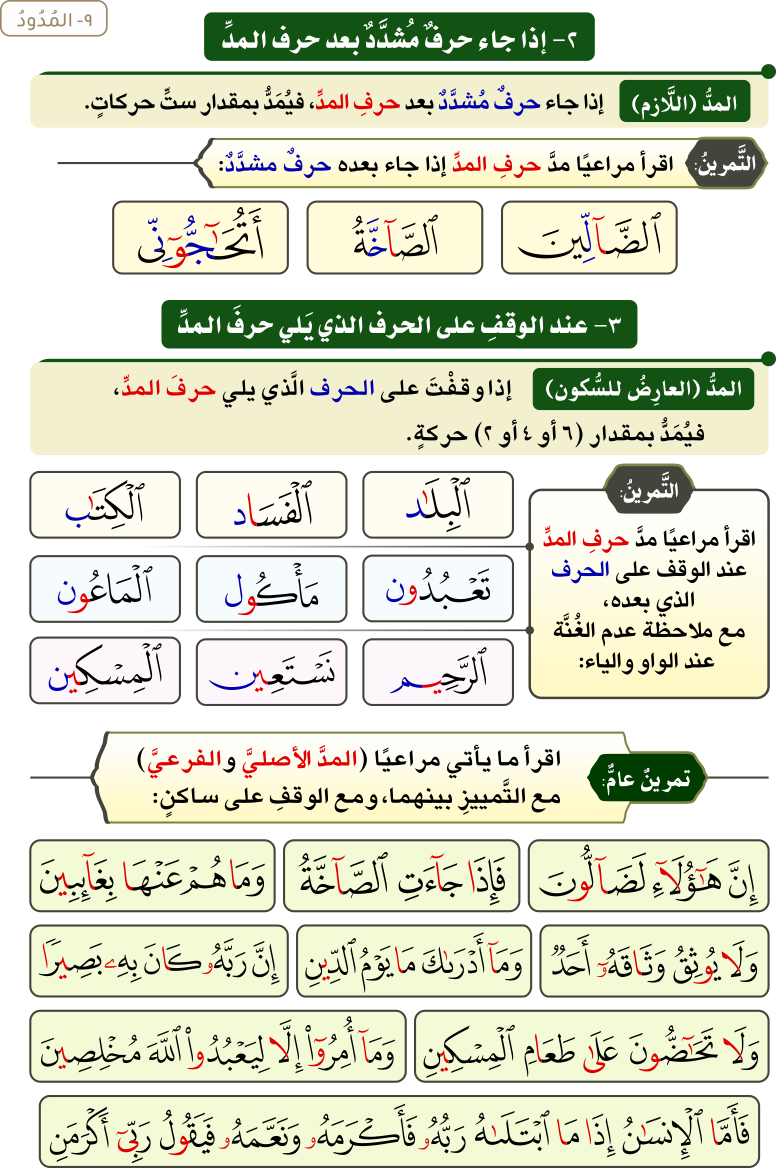 ٩- المُدُودُ
٢- إذا جاء حرفٌ مُشدَّدٌ بعد حرف المدِّ
المدُّ (اللَّازم) إذا جاء حرفٌ مُشدَّدٌ بعد حرفِ المدِّ، فيُمَدُّ بمقدار ستِّ حركاتٍ.
التَّمرينُ: اقرأ مراعيًا مدَّ حرفِ المدِّ إذا جاء بعده حرفٌ مشدَّدٌ:
ٱلضَّآلِّينَ ٱلصَّآخَّةُ أَتُحَٰٓجُّوٓنِّي
٣- عند الوقفِ على الحرف الذي يَلي حرفَ المدِّ
المدُّ (العارِضُ للسُّكون) إذا وقفْتَ على الحرف الَّذي يلي حرفَ المدِّ،
فيُمَدُّ بمقدار (٦ أو ٤ أو ٢) حركةٍ.
التَّمرينُ:
اقرأ مراعيًا مدَّ حرفِ المدِّ
عند الوقف على الحرف
الذي بعده،
مع ملاحظة عدم الغُنَّة
عند الواو والياء:
ٱلْبِلَٰد ٱلْفَسَاد ٱلْكِتَٰب
تَعْبُدُون مَأْكُول ٱلْمَاعُون
ٱلرَّحِيم نَسْتَعِين ٱلْمِسْكِين
تمرينٌ عامٌّ: اقرأ ما يأتي مراعيًا (المدَّ الأصليَّ والفرعيَّ)
مع التَّمييزِ بينهما، ومع الوقفِ على ساكنٍ:
إِنَّ هَٰٓؤُلَآءِ لَضَآلُّونَ فَإِذَا جَآءَتِ ٱلصَّآخَّةُ وَمَا هُمْ عَنْهَا بِغَآئِبِينَ
وَلَا يُوثِقُ وَثَاقَهُۥٓ أَحَدٌ وَمَآ أَدْرَىٰكَ مَا يَوْمُ ٱلدِّينِ إِنَّ رَبَّهُۥ كَانَ بِهِۦ بَصِيرًا
وَلَا تَحَٰٓضُّونَ عَلَىٰ طَعَامِ ٱلْمِسْكِينِ وَمَآ أُمِرُوٓا۟ إِلَّا لِيَعْبُدُوا۟ ٱللَّهَ مُخْلِصِينَ
فَأَمَّا ٱلْإِنسَٰنُ إِذَا مَا ٱبْتَلَىٰهُ رَبُّهُۥ فَأَكْرَمَهُۥ وَنَعَّمَهُۥ فَيَقُولُ رَبِّيٓ أَكْرَمَنِ